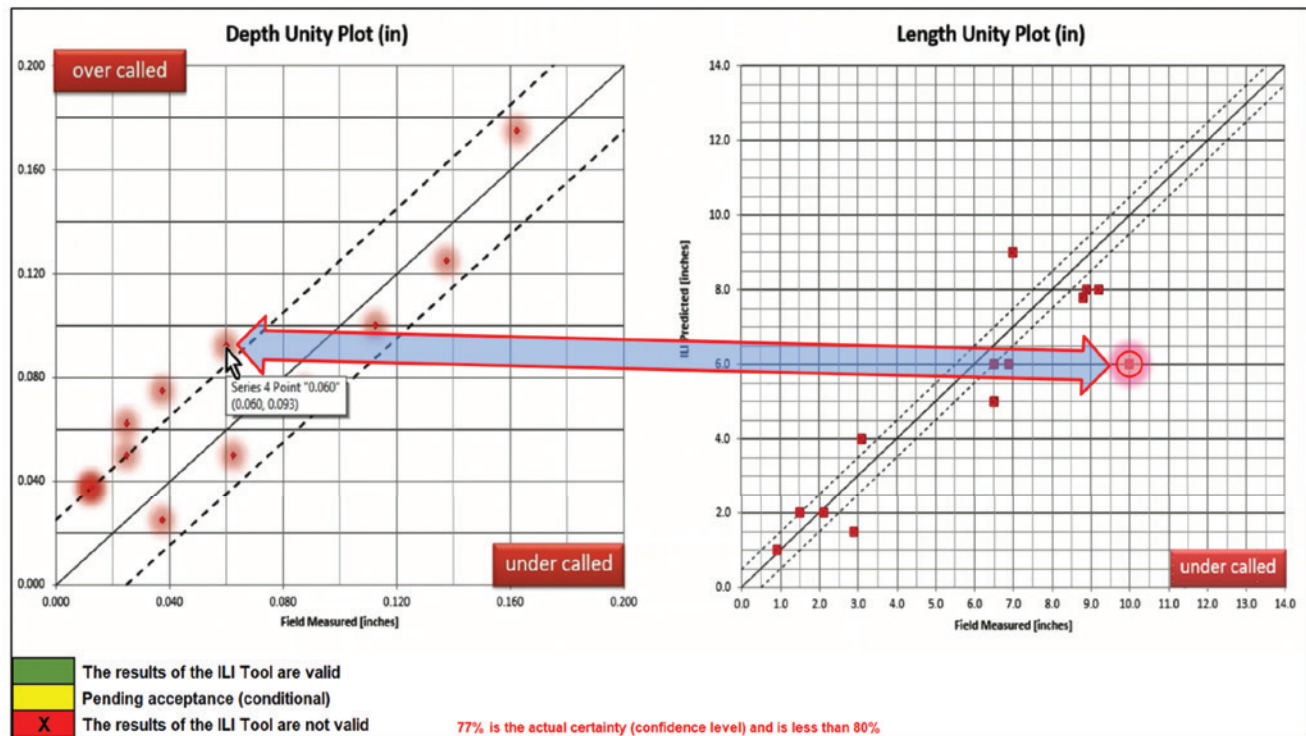 Depth Unity Plot (in)
over called
0.200
0.160
0.120
0.080
0.040
0.000
Series 4 Point "0.060"
(0.060, 0.093)
under called
0.000 0.040 0.080 0.120 0.160 0.200
Field Measured [inches]
Length Unity Plot (in)
ILI Predicted [inches]
14.0
12.0
10.0
8.0
6.0
4.0
2.0
0.0
under called
0.0 1.0 2.0 3.0 4.0 5.0 6.0 7.0 8.0 9.0 10.0 11.0 12.0 13.0 14.0
Field Measured [inches]
The results of the ILI Tool are valid
Pending acceptance (conditional)
X The results of the ILI Tool are not valid
77% is the actual certainty (confidence level) and is less than 80%